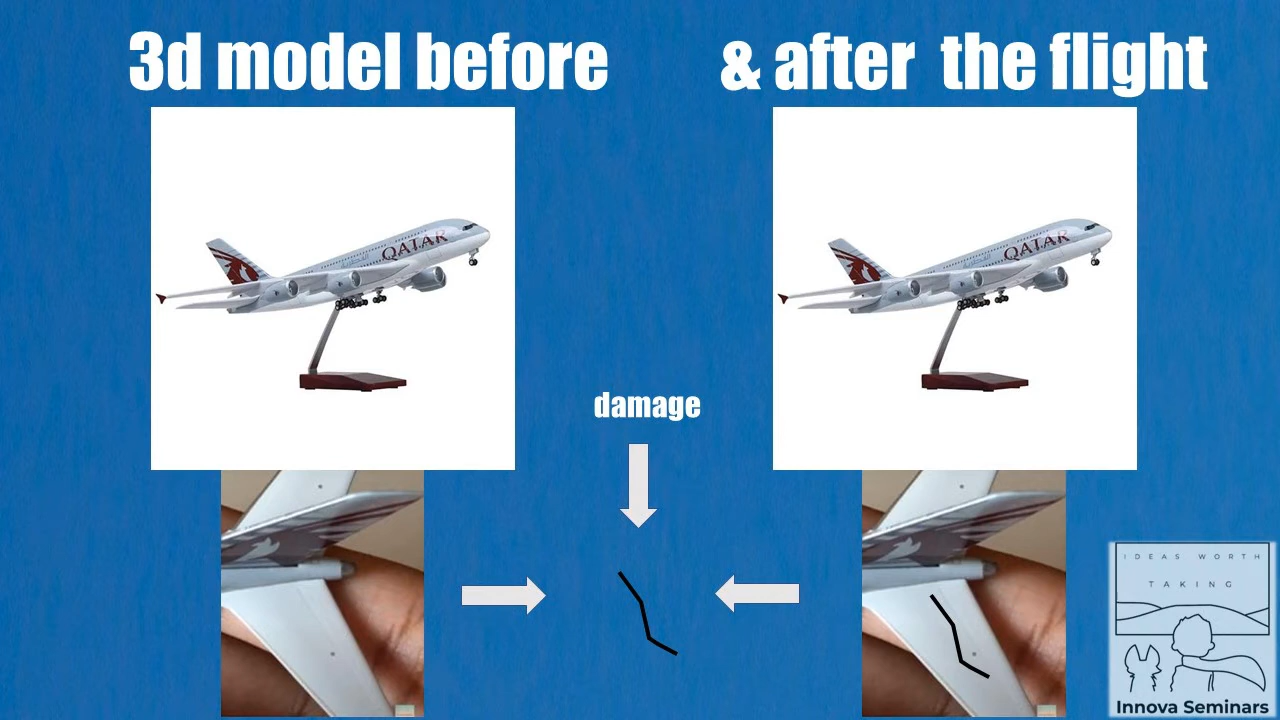 3d model before
& after the flight
QATAR
QATAR
damage
IDEAS WORTH
TAKING
Innova Seminars